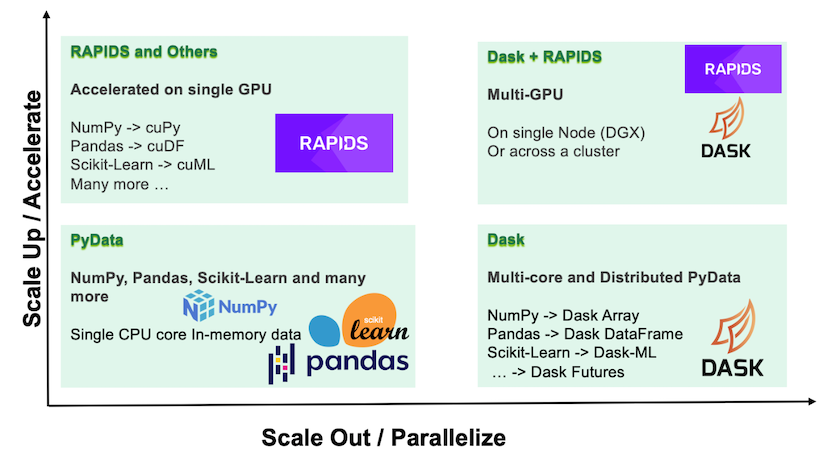 Scale Up / Accelerate
RAPIDS and Others
Accelerated on single GPU
NumPy -> cuPy
Pandas -> cuDF
Scikit-Learn -> cuML
Many more …
RAPIDS
Dask + RAPIDS
Multi-GPU
On single Node (DGX)
Or across a cluster
RAPIDS
DASK
PyData
NumPy, Pandas, Scikit-Learn and many
more
NumPy
Single CPU core In-memory data
scikit
learn
pandas
Dask
Multi-core and Distributed PyData
NumPy -> Dask Array
Pandas -> Dask DataFrame
Scikit-Learn -> Dask-ML
… -> Dask Futures
DASK
Scale Out / Parallelize